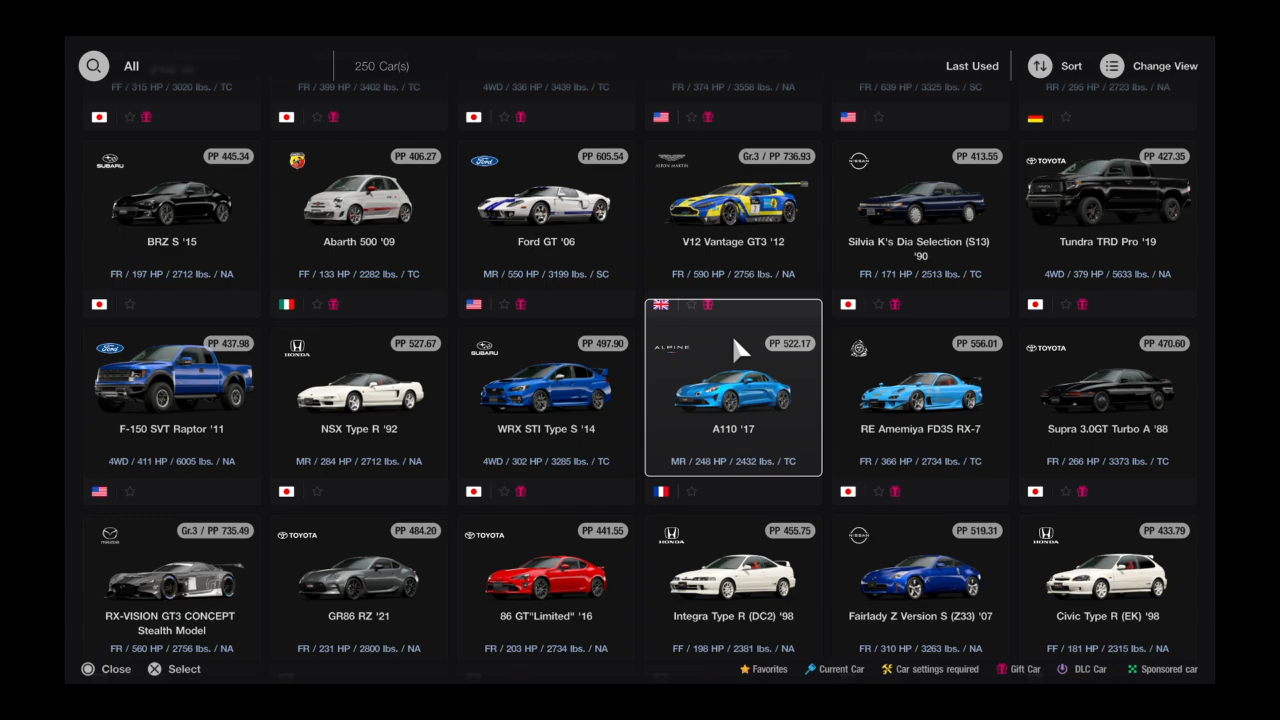 All
250 Car(s)
Last Used
Sort
Change View
FF / 315 HP / 3020 lbs. / TC
FR / 399 HP / 3402 lbs. / TC
4WD / 336 HP / 3439 lbs. / TC
FR / 374 HP / 3558 lbs. / NA
FR / 639 HP / 3325 lbs. / SC
RR / 295 HP / 2723 lbs. / NA
SUBARU
PP 445.34
BRZ S '15
FR / 197 HP / 2712 lbs. / NA
PP 406.27
Abarth 500 '09
FF / 133 HP / 2282 lbs. / TC
Ford
PP 605.54
Ford GT '06
MR / 550 HP / 3199 lbs. / SC
ASTON MARTIN
Gr.3 / PP 736.93
V12 Vantage GT3 '12
FR / 590 HP / 2756 lbs. / NA
PP 413.55
Silvia K's Dia Selection (S13)
'90
FR / 171 HP / 2513 lbs. / TC
TOYOTA
PP 427.35
Tundra TRD Pro '19
4WD / 379 HP / 5633 lbs. / NA
Ford
PP 437.98
F-150 SVT Raptor '11
4WD / 411 HP / 6005 lbs. / NA
HONDA
PP 527.67
NSX Type R '92
MR / 284 HP / 2712 lbs. / NA
SUBARU
PP 497.90
WRX STI Type S '14
4WD / 302 HP / 3285 lbs. / TC
ALPINE
PP 522.17
A110 '17
MR / 248 HP / 2432 lbs. / TC
PP 556.01
RE Amemiya FD3S RX-7
FR / 366 HP / 2734 lbs. / TC
TOYOTA
PP 470.60
Supra 3.0GT Turbo A '88
FR / 266 HP / 3373 lbs. / TC
mazda
Gr.3 / PP 735.49
RX-VISION GT3 CONCEPT
Stealth Model
FR / 560 HP / 2756 lbs. / NA
TOYOTA
PP 484.20
GR86 RZ '21
FR / 231 HP / 2800 lbs. / NA
TOYOTA
PP 441.55
86 GT"Limited" '16
FR / 203 HP / 2734 lbs. / NA
HONDA
PP 455.75
Integra Type R (DC2) '98
FF / 198 HP / 2381 lbs. / NA
NISSAN
PP 519.31
Fairlady Z Version S (Z33) '07
FR / 310 HP / 3263 lbs. / NA
HONDA
PP 433.79
Civic Type R (EK) '98
FF / 181 HP / 2315 lbs. / NA
Close
Select
Favorites
Current Car
Car settings required
Gift Car
DLC Car
Sponsored car